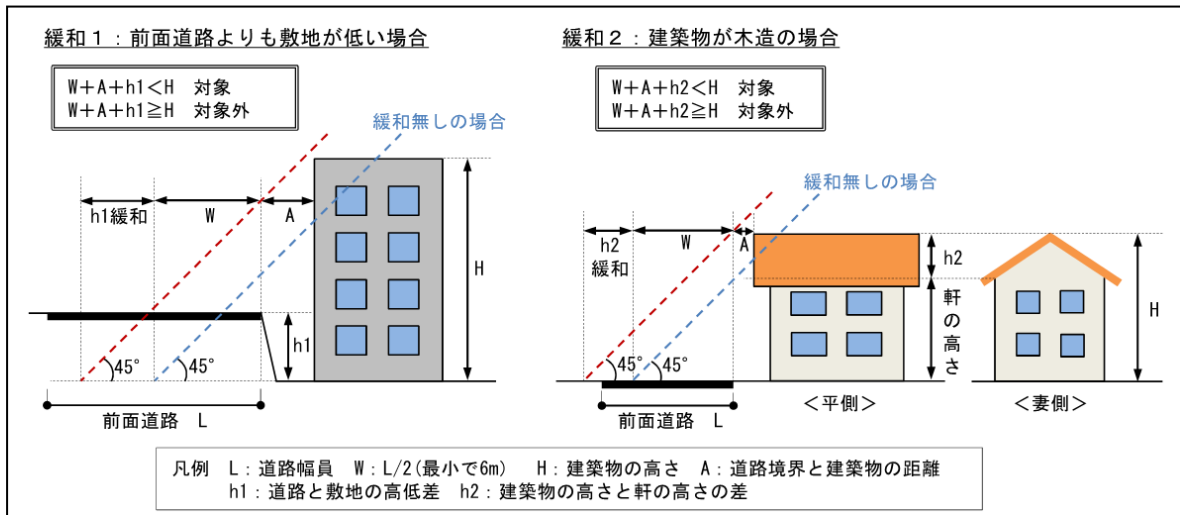 緩和１：前面道路よりも敷地が低い場合
W＋A＋h1＜H　対象
W＋A＋h1≧H　対象外
緩和無しの場合
h1緩和
W
A
H
h1
45°
45°
前面道路　L
緩和２：建築物が木造の場合
W＋A＋h2＜H　対象
W＋A＋h2≧H　対象外
緩和無しの場合
h2
緩和
W
A
h2
軒の高さ
H
45°
45°
前面道路　L
＜平側＞
＜妻側＞
凡例　L：道路幅員　W：L/2(最小で6m)　H：建築物の高さ　A：道路境界と建築物の距離
h1：道路と敷地の高低差　h2：建築物の高さと軒の高さの差